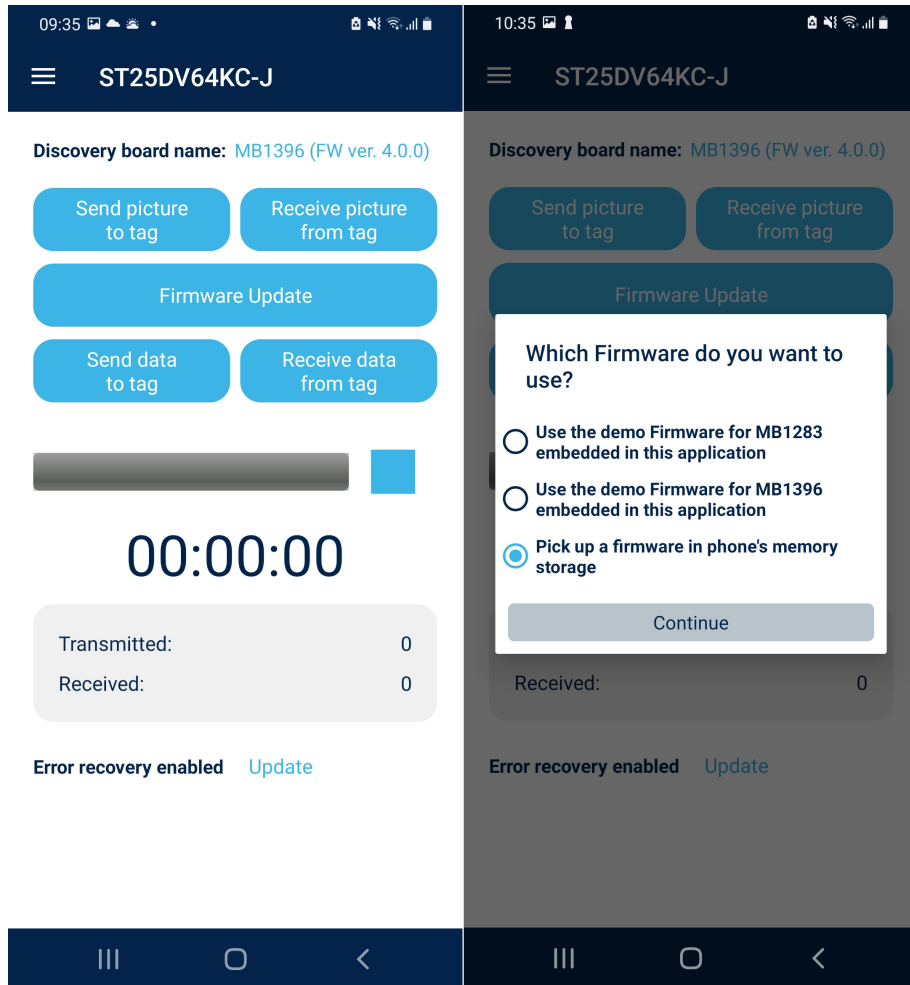 09:35
ST25DV64KC-J
Discovery board name: MB1396 (FW ver. 4.0.0)
Send picture
to tag
Receive picture
from tag
Firmware Update
Send data
to tag
Receive data
from tag
00:00:00
Transmitted: 0
Received: 0
Error recovery enabled Update
10:35
ST25DV64KC-J
Discovery board name: MB1396 (FW ver. 4.0.0)
Send picture
to tag
Receive picture
from tag
Firmware Update
Which Firmware do you want to
use?
Use the demo Firmware for MB1283
embedded in this application
Use the demo Firmware for MB1396
embedded in this application
Pick up a firmware in phone's memory
storage
Continue
Received: 0
Error recovery enabled Update